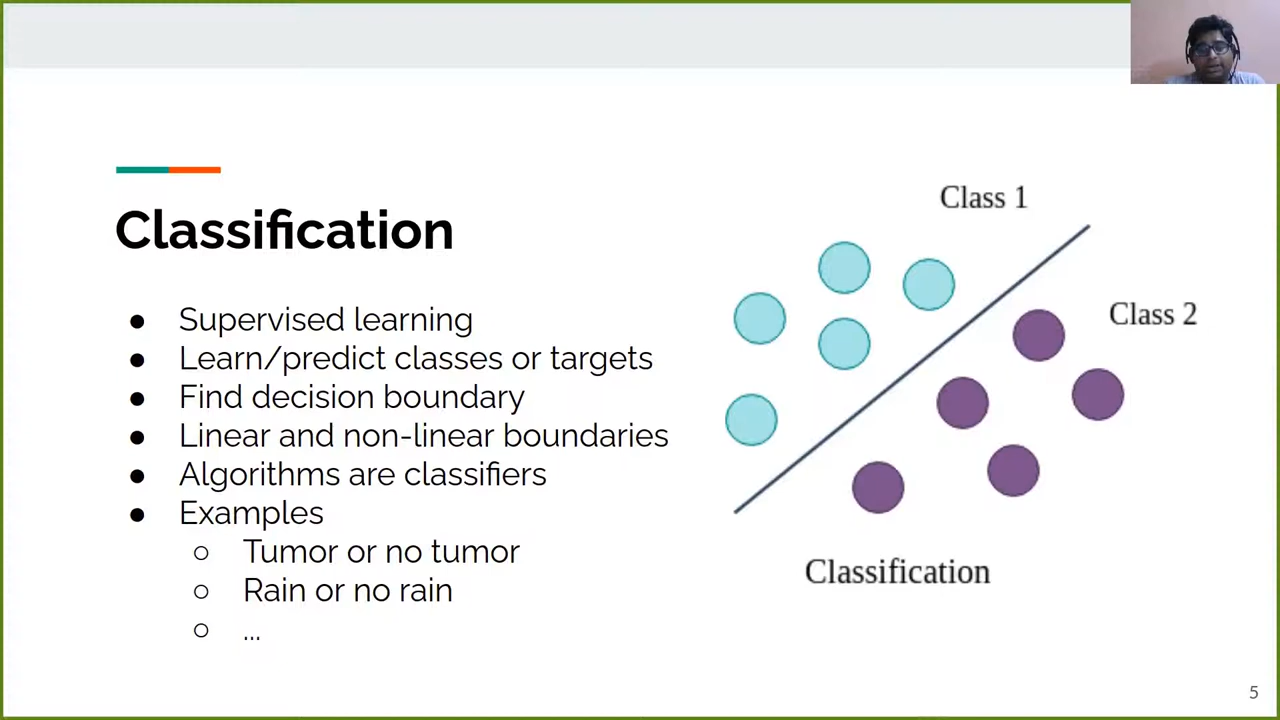 Classification
● Supervised learning
● Learn/predict classes or targets
● Find decision boundary
● Linear and non-linear boundaries
● Algorithms are classifiers
● Examples
○ Tumor or no tumor
○ Rain or no rain
○ ...
Class 1
Class 2
Classification
5